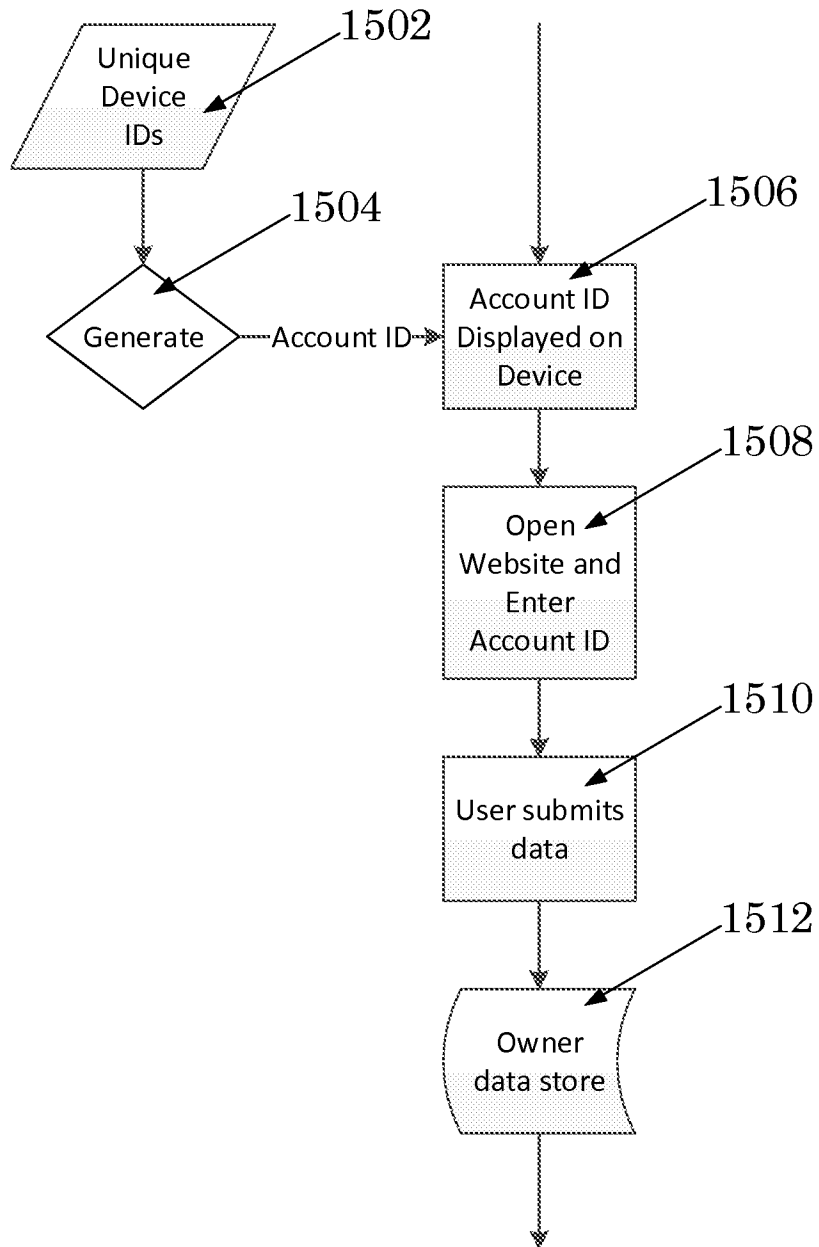 1502
Unique
Device
IDs
1504
Generate
Account ID
1506
Account ID
Displayed on
Device
1508
Open
Website and
Enter
Account ID
1510
User submits
data
1512
Owner
data store